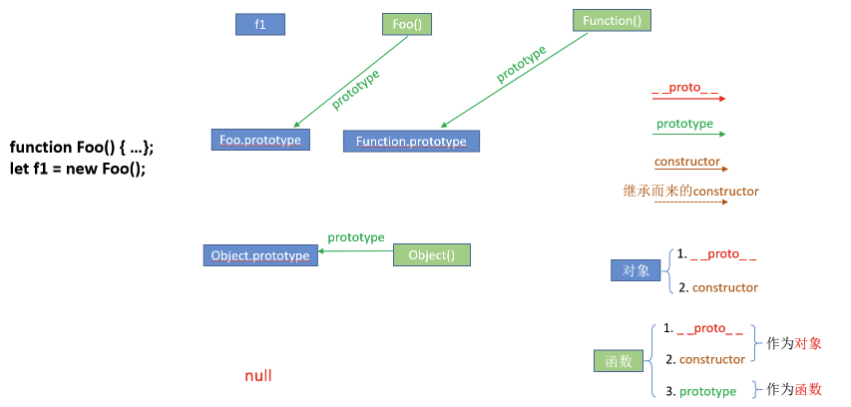 f1
Foo()
Function()
prototype
prototype
Foo.prototype
Function.prototype
function Foo() { ...};
let f1 = new Foo();
prototype
Object.prototype
Object()
null
_ _proto_ _
prototype
constructor
继承而来的constructor
对象
1. _ _proto_ _
2. constructor
函数
1. _ _proto_ _
2. constructor
3. prototype
作为对象
作为函数